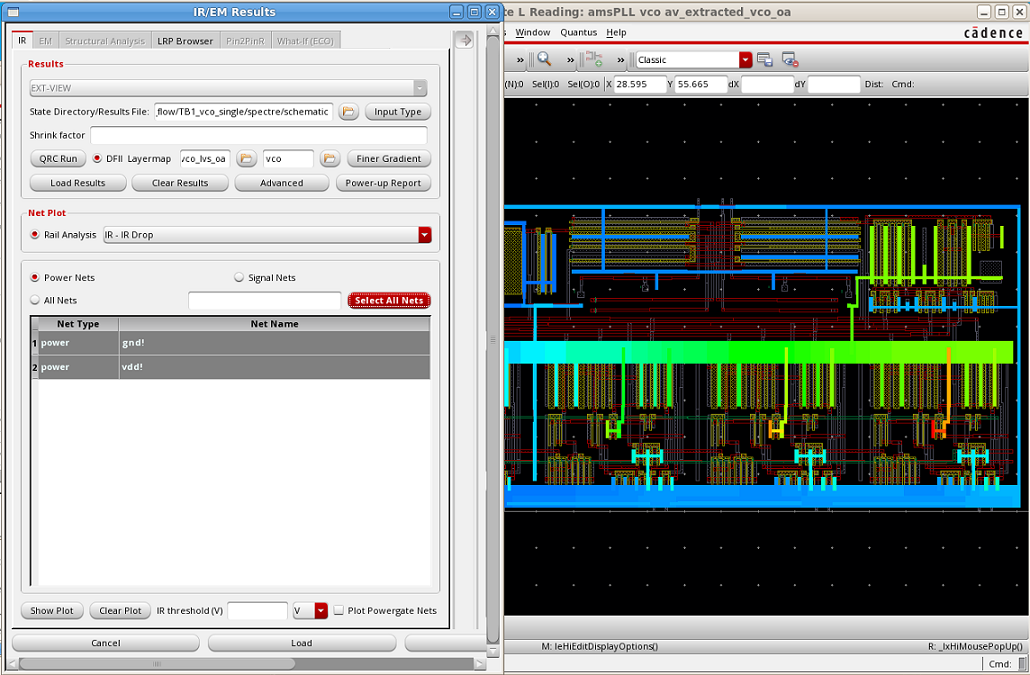 IR/EM Results
te L Reading: amsPLL vco av_extracted_vco_oa
Window Quantus Help
cādence
IR EM Structural Analysis LRP Browser Pin2PinR What-If (ECO)
» » » Classic
(N):0 Sel(I):0 Sel(O):0 X 28.595 Y 55.665 dX dY Dist: Cmd:
Results
EXT-VIEW
State Directory/Results File: flow/TB1_vco_single/spectre/schematic Input Type
Shrink factor
QRC Run DFII Layermap vco_lvs_oa vco Finer Gradient
Load Results Clear Results Advanced Power-up Report
Net Plot
Rail Analysis IR - IR Drop
Power Nets Signal Nets
All Nets Select All Nets
Net Type Net Name
1 power gnd!
2 power vdd!
Show Plot Clear Plot IR threshold (V) V Plot Powergate Nets
Cancel Load
M: leHiEditDisplayOptions() R: _lxHiMousePopUp()
Cmd: